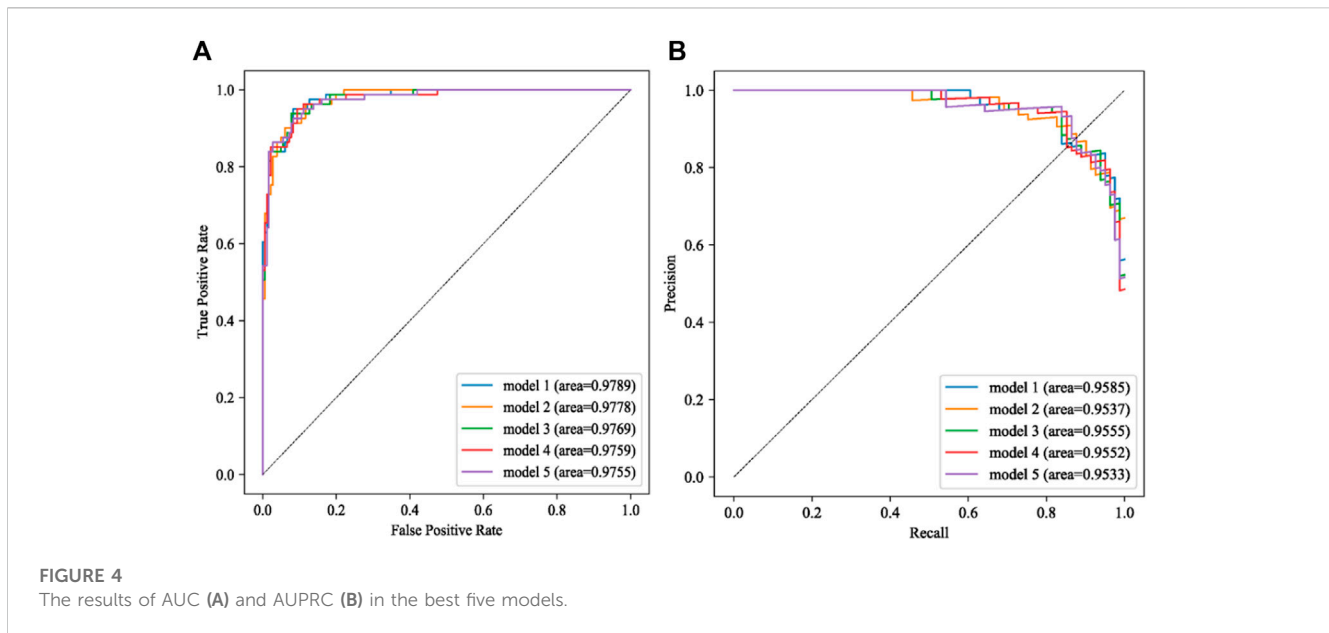 A
1.0
0.8
0.6
0.4
0.2
0.0
True Positive Rate
0.0 0.2 0.4 0.6 0.8 1.0
False Positive Rate
model 1 (area=0.9789)
model 2 (area=0.9778)
model 3 (area=0.9769)
model 4 (area=0.9759)
model 5 (area=0.9755)
B
1.0
0.8
0.6
0.4
0.2
0.0
Precision
0.0 0.2 0.4 0.6 0.8 1.0
Recall
model 1 (area=0.9585)
model 2 (area=0.9537)
model 3 (area=0.9555)
model 4 (area=0.9552)
model 5 (area=0.9533)
FIGURE 4
The results of AUC (A) and AUPRC (B) in the best five models.